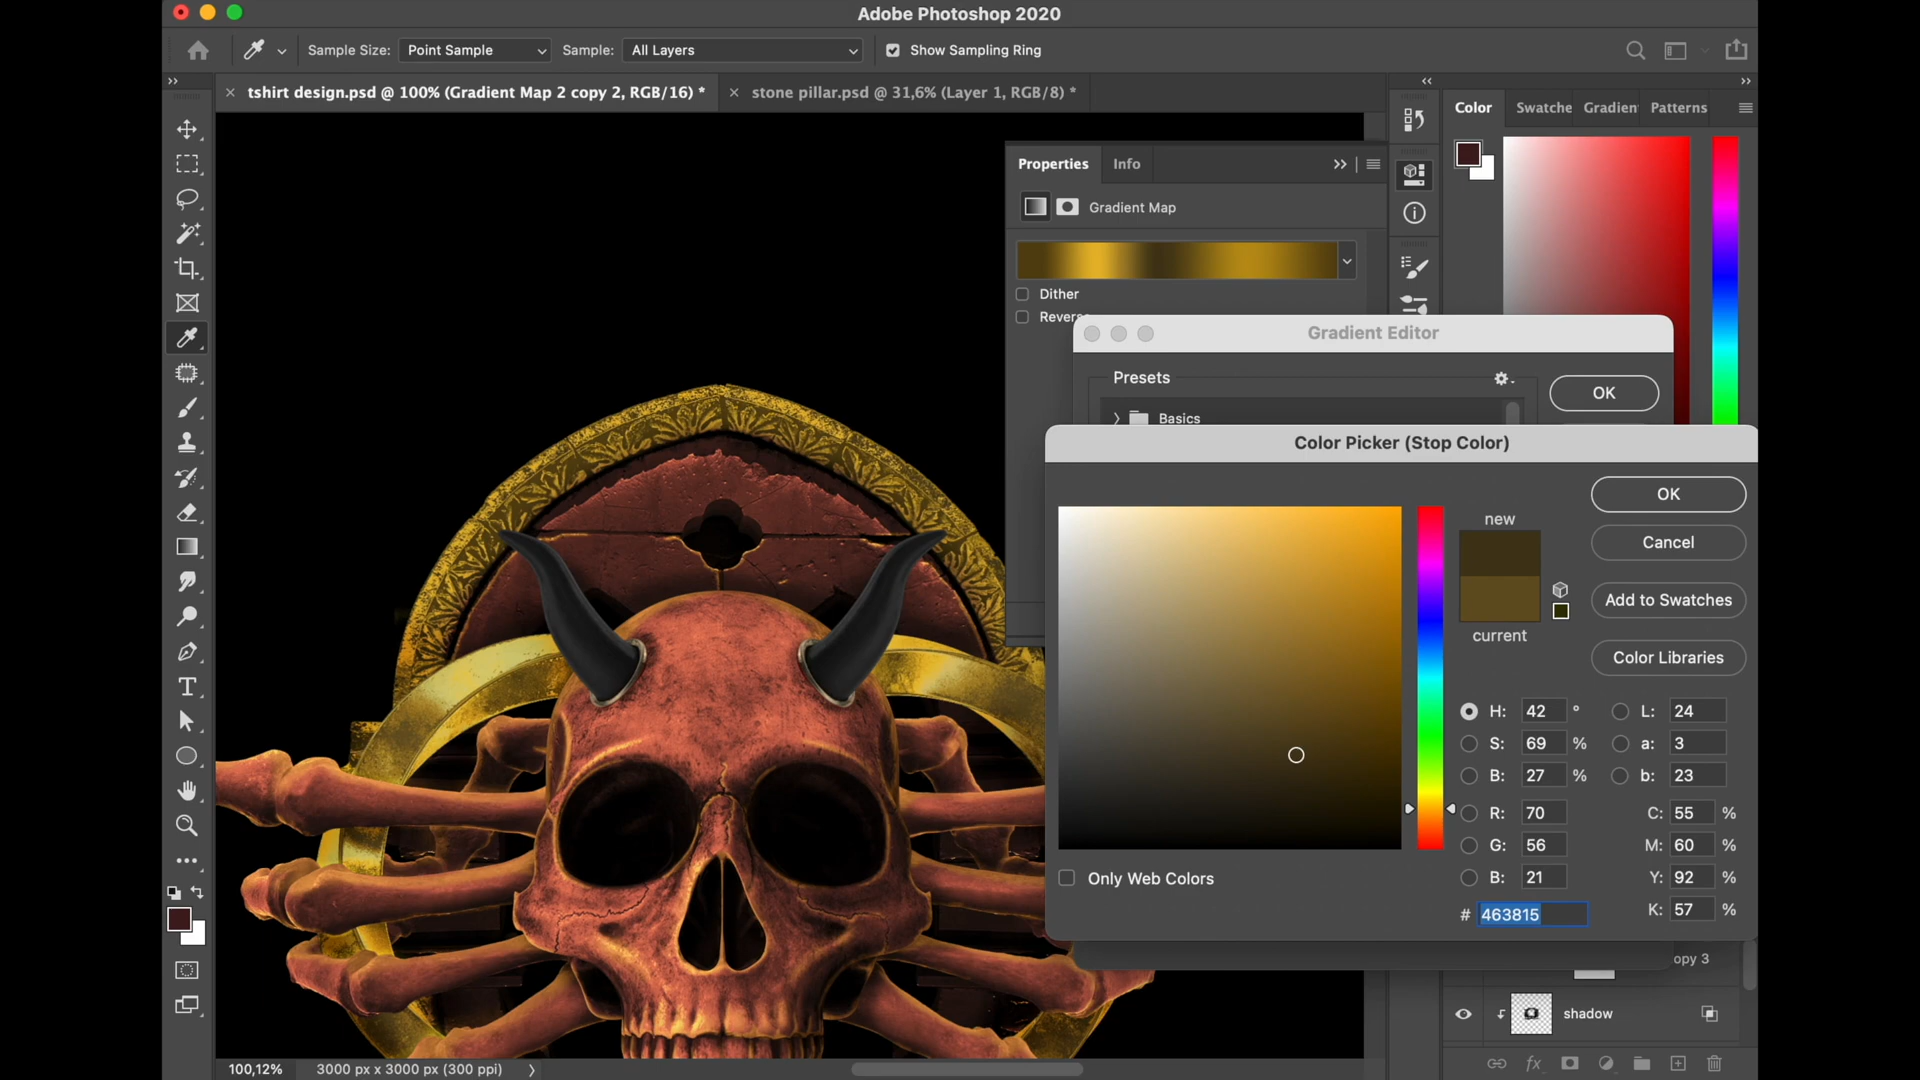 Adobe Photoshop 2020
Sample Size: Point Sample Sample: All Layers Show Sampling Ring
tshirt design.psd @ 100% (Gradient Map 2 copy 2, RGB/16) *
stone pillar.psd @ 31,6% (Layer 1, RGB/8) *
Color Swatche Gradien Patterns
Properties Info
Gradient Map
Dither
Reverse
Gradient Editor
Presets
OK
Basics
Color Picker (Stop Color)
OK
new
Cancel
Add to Swatches
current
Color Libraries
H: 42 ° L: 24
S: 69 % a: 3
B: 27 % b: 23
R: 70 C: 55 %
G: 56 M: 60 %
B: 21 Y: 92 %
Only Web Colors
# 463815 K: 57 %
opy 3
shadow
fx
100,12% 3000 px x 3000 px (300 ppi)